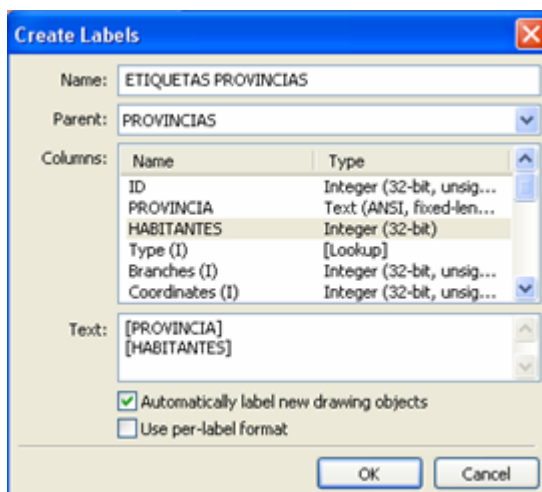 Create Labels
Name: ETIQUETAS PROVINCIAS
Parent: PROVINCIAS
Columns: Name Type
ID Integer (32-bit, unsig...
PROVINCIA Text (ANSI, fixed-len...
HABITANTES Integer (32-bit)
Type (I) [Lookup]
Branches (I) Integer (32-bit, unsig...
Coordinates (I) Integer (32-bit, unsig...
Text: [PROVINCIA]
[HABITANTES]
Automatically label new drawing objects
Use per-label format
OK Cancel